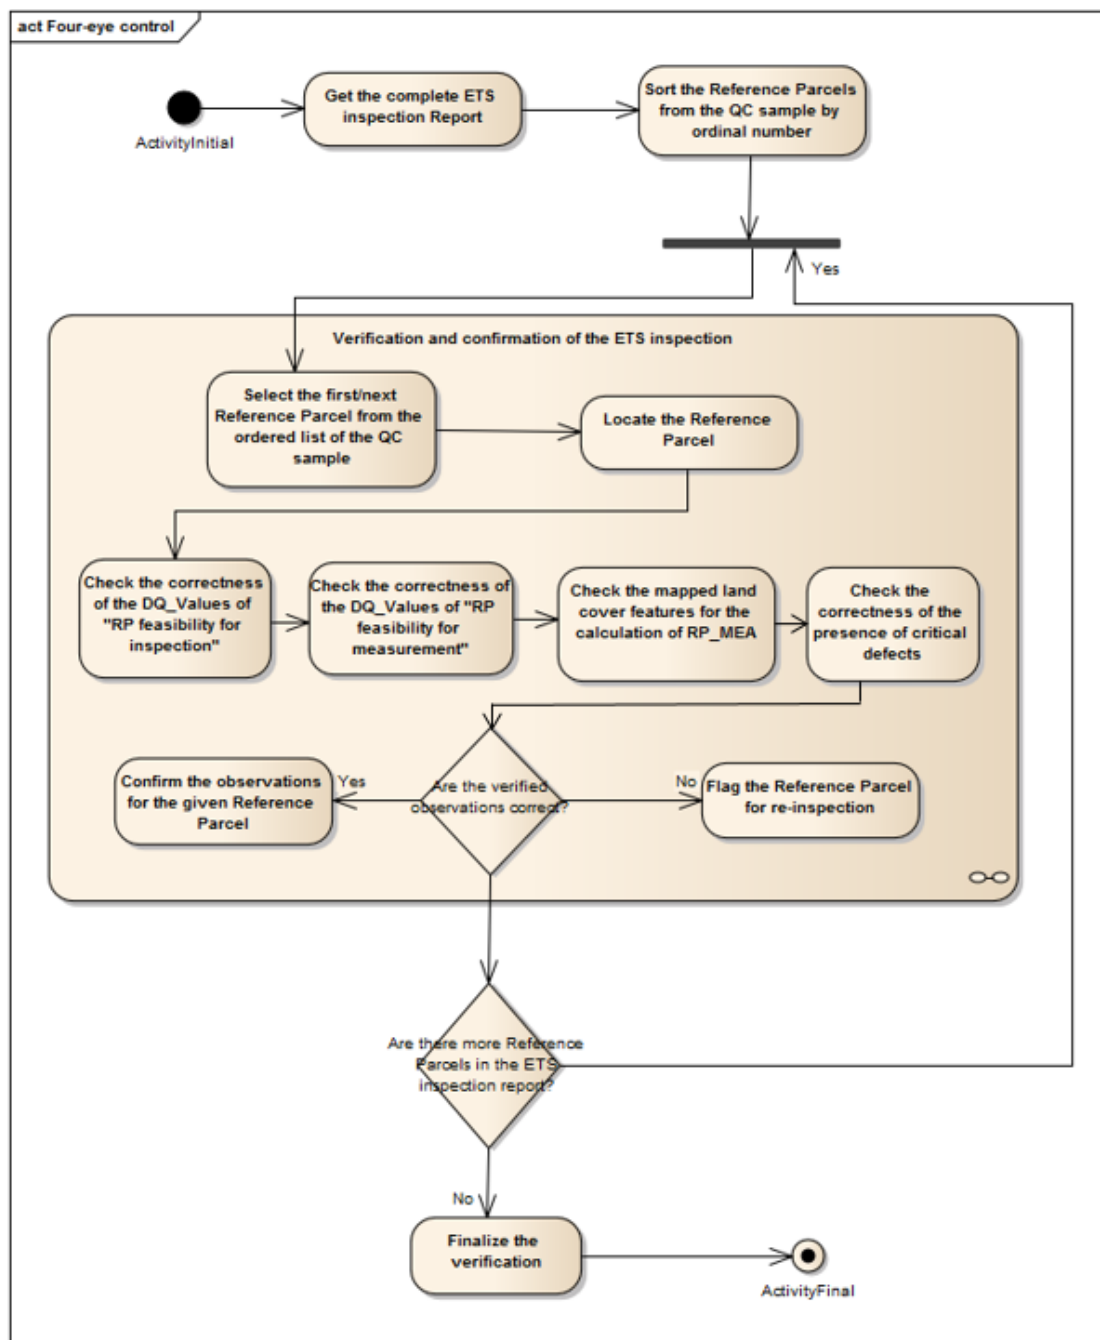 act Four-eye control
Get the complete ETS
inspection Report
Sort the Reference Parcels
from the QC sample by
ordinal number
ActivityInitial
Yes
Verification and confirmation of the ETS inspection
Select the first/next
Reference Parcel from the
ordered list of the QC
sample
Locate the Reference
Parcel
Check the correctness
of the DQ_Values of
"RP feasibility for
inspection"
Check the correctness of
the DQ_Values of "RP
feasibility for
measurement"
Check the mapped land
cover features for the
calculation of RP_MEA
Check the
correctness of the
presence of critical
defects
Confirm the observations
for the given Reference
Parcel
Yes
Are the verified
observations correct?
No
Flag the Reference Parcel
for re-inspection
Are there more Reference
Parcels in the ETS
inspection report?
No
Finalize the
verification
ActivityFinal